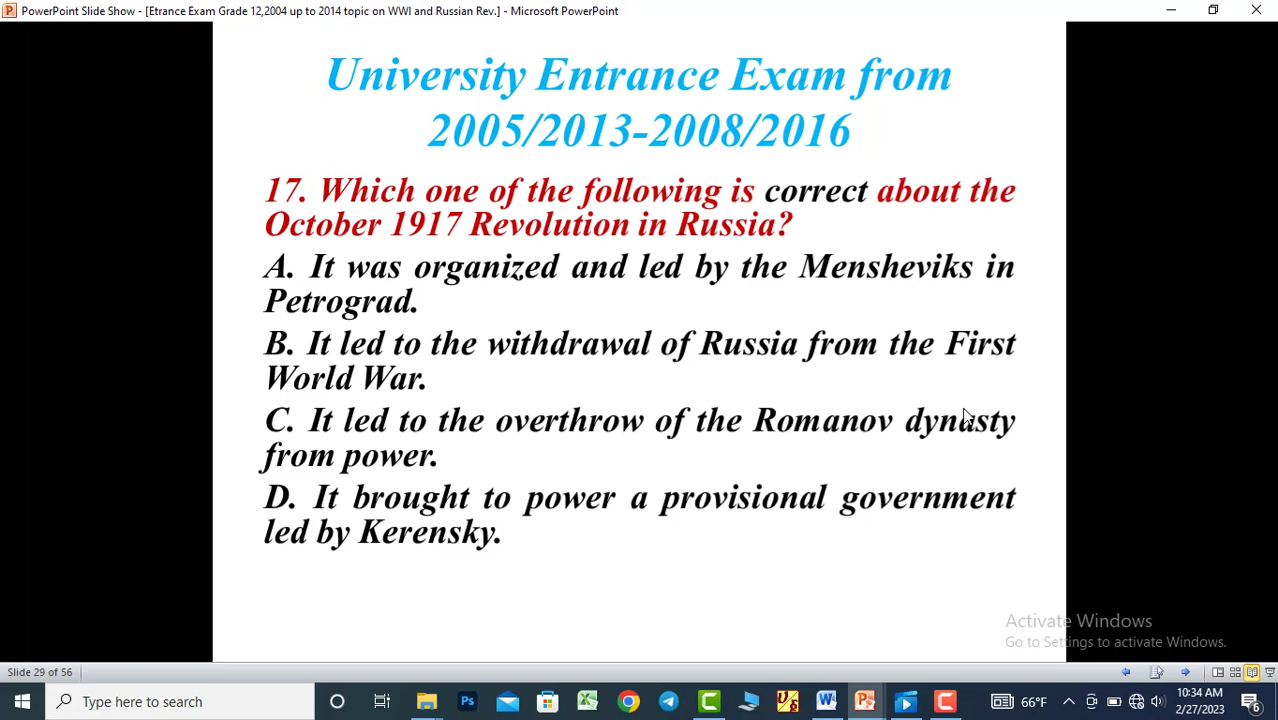 PowerPoint Slide Show - [Etrance Exam Grade 12,2004 up to 2014 topic on WWI and Russian Rev.] - Microsoft PowerPoint
University Entrance Exam from
2005/2013-2008/2016
17. Which one of the following is correct about the
October 1917 Revolution in Russia?
A. It was organized and led by the Mensheviks in
Petrograd.
B. It led to the withdrawal of Russia from the First
World War.
C. It led to the overthrow of the Romanov dynasty
from power.
D. It brought to power a provisional government
led by Kerensky.
Activate Windows
Go to Settings to activate Windows.
Slide 29 of 56
Type here to search
Ps
66°F
10:34 AM
2/27/2023
6